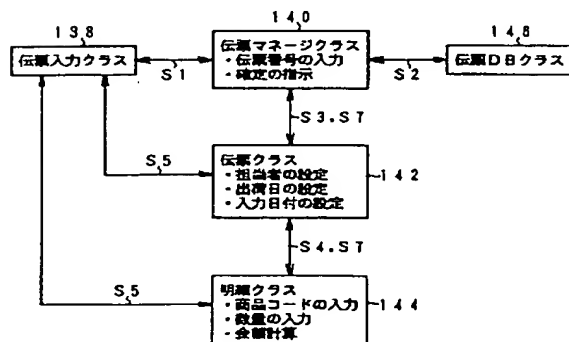 138
伝票入力クラス
S1
140
伝票マネージクラス
・伝票番号の入力
・確定の指示
S2
148
伝票DBクラス
S3.S7
S5
伝票クラス
・担当者の設定
・出荷日の設定
・入力日付の設定
142
S4.S7
S5
明細クラス
・商品コードの入力
・数量の入力
・金額計算
144